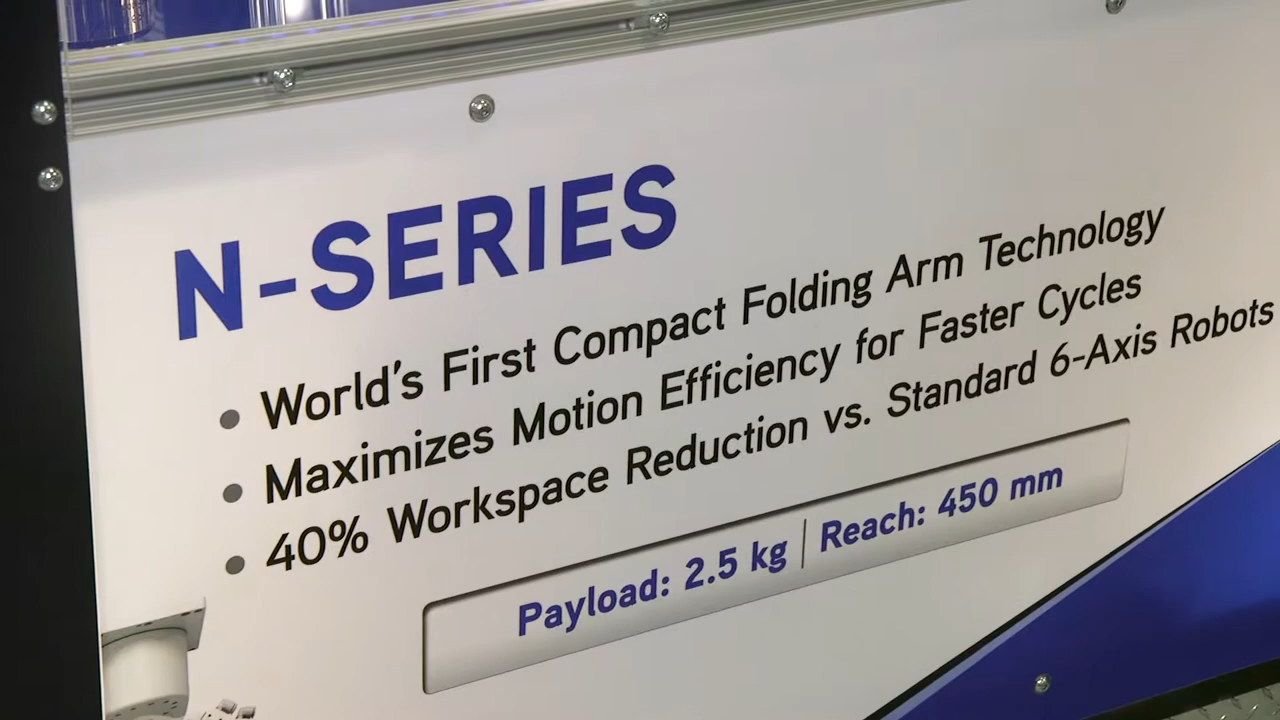 N-SERIES
• World's First Compact Folding Arm Technology
• Maximizes Motion Efficiency for Faster Cycles
• 40% Workspace Reduction vs. Standard 6-Axis Robots
Payload: 2.5 kg | Reach: 450 mm